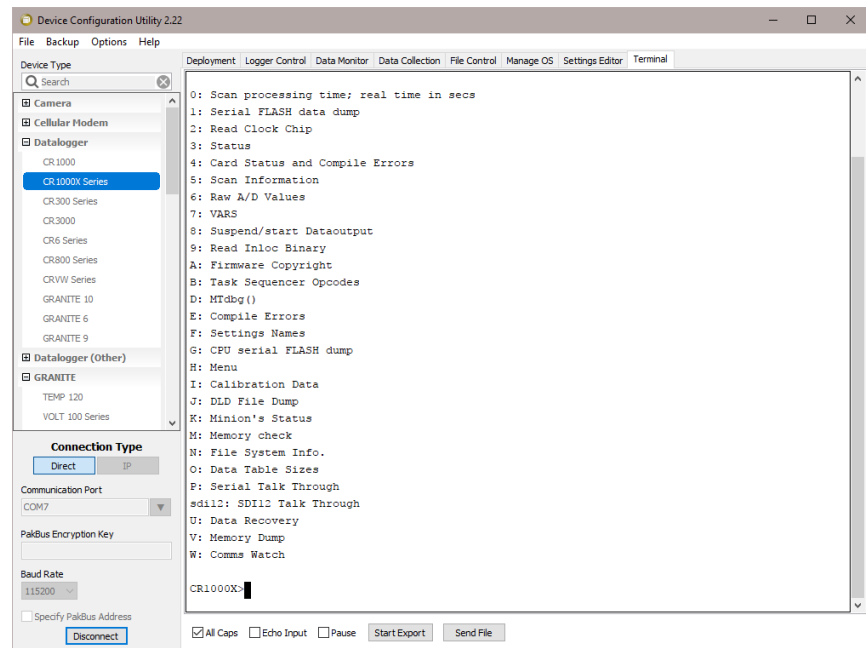 Device Configuration Utility 2.22
File Backup Options Help
Device Type
Search
Camera
Cellular Modem
Datalogger
CR1000
CR1000X Series
CR300 Series
CR3000
CR6 Series
CR800 Series
CRVW Series
GRANITE 10
GRANITE 6
GRANITE 9
Datalogger (Other)
GRANITE
TEMP 120
VOLT 100 Series
Connection Type
Direct IP
Communication Port
COM7
PakBus Encryption Key
Baud Rate
115200
Specify PakBus Address
Disconnect
Deployment Logger Control Data Monitor Data Collection File Control Manage OS Settings Editor Terminal
0: Scan processing time; real time in secs
1: Serial FLASH data dump
2: Read Clock Chip
3: Status
4: Card Status and Compile Errors
5: Scan Information
6: Raw A/D Values
7: VARS
8: Suspend/start Dataoutput
9: Read Inloc Binary
A: Firmware Copyright
B: Task Sequencer Opcodes
D: MTdbg()
E: Compile Errors
F: Settings Names
G: CPU serial FLASH dump
H: Menu
I: Calibration Data
J: DLD File Dump
K: Minion's Status
M: Memory check
N: File System Info.
O: Data Table Sizes
P: Serial Talk Through
sdi12: SDI12 Talk Through
U: Data Recovery
V: Memory Dump
W: Comms Watch
CR1000X>
All Caps Echo Input Pause Start Export Send File